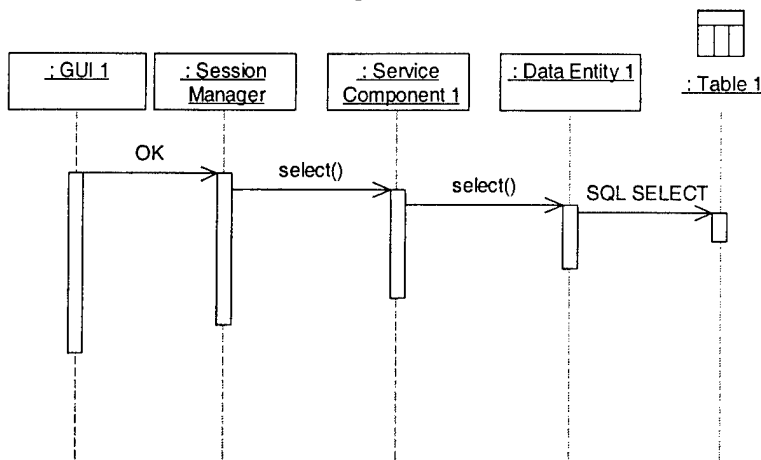 : GUI 1
: Session
Manager
: Service
Component 1
: Data Entity 1
: Table 1
OK
select()
select()
SQL SELECT